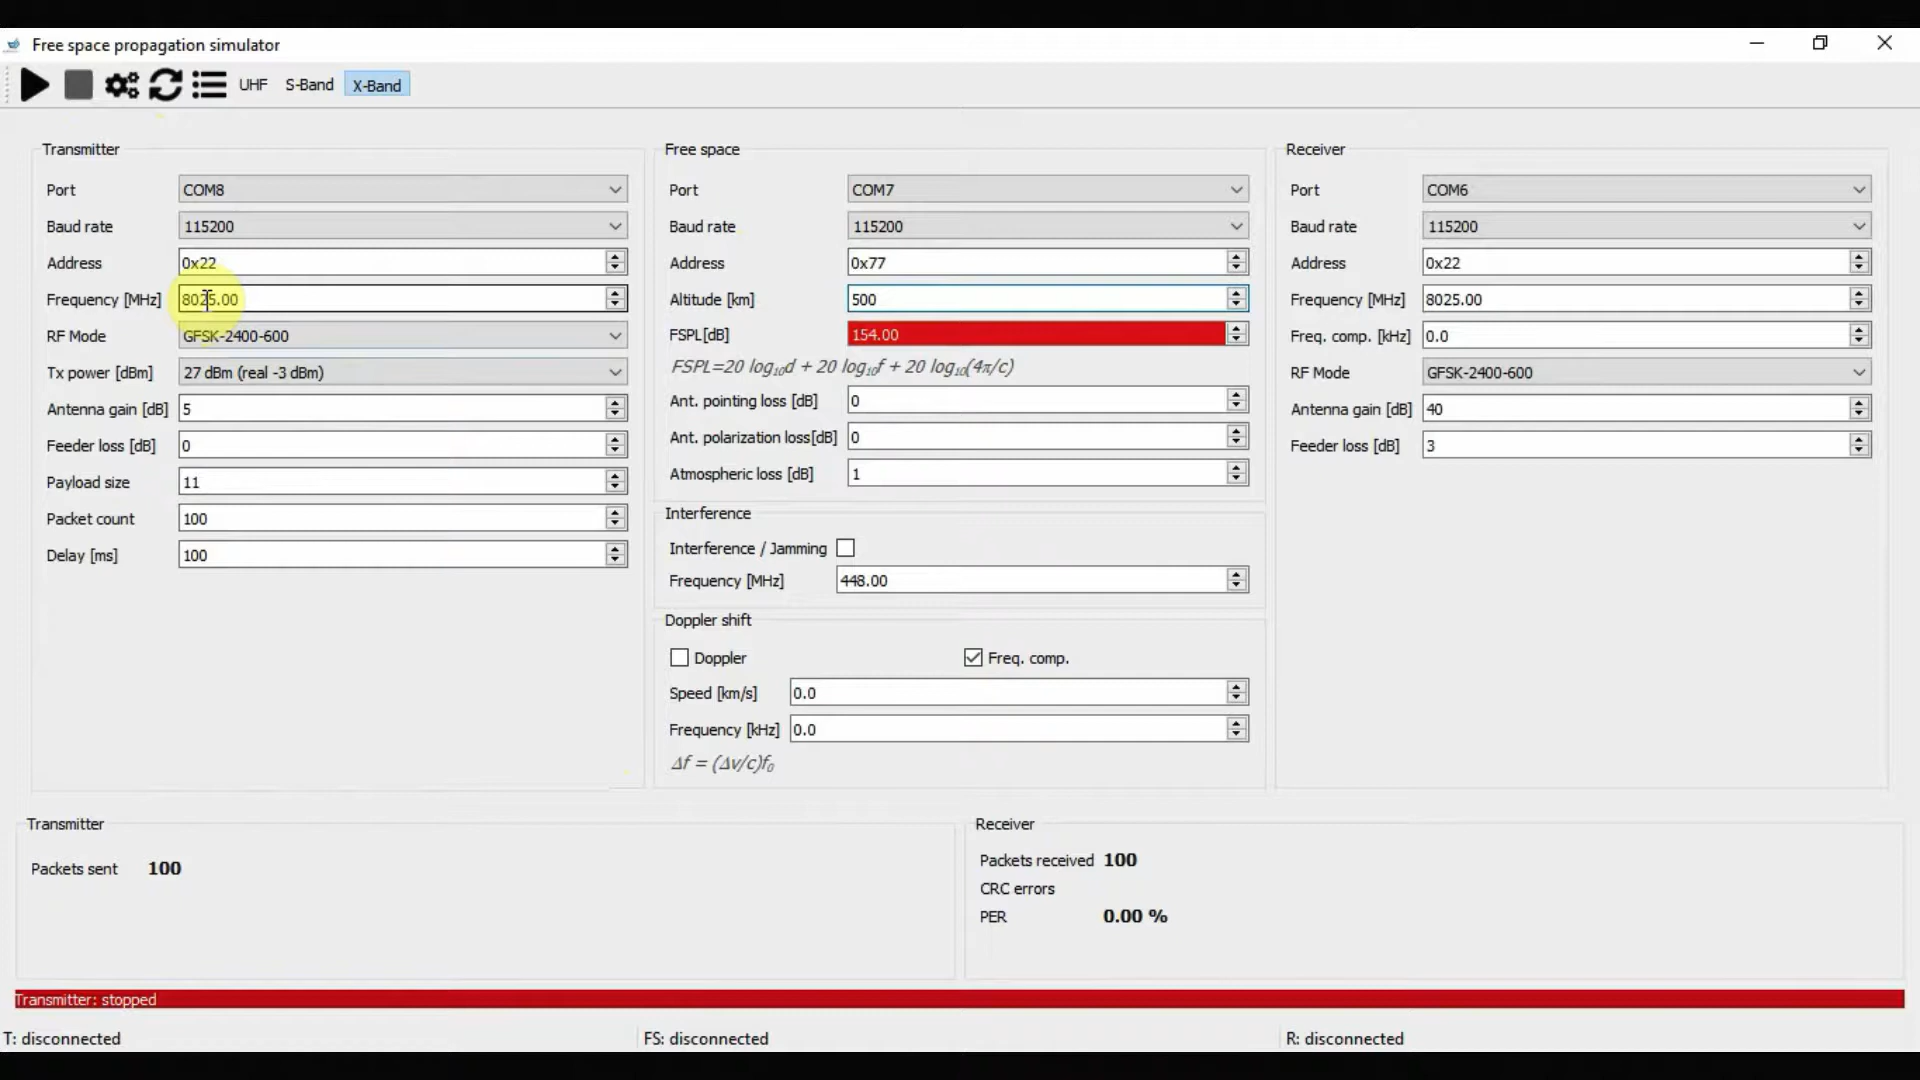 Free space propagation simulator
UHF S-Band X-Band
Transmitter
Port COM8
Baud rate 115200
Address 0x22
Frequency [MHz] 8025.00
RF Mode GFSK-2400-600
Tx power [dBm] 27 dBm (real -3 dBm)
Antenna gain [dB] 5
Feeder loss [dB] 0
Payload size 11
Packet count 100
Delay [ms] 100
Free space
Port COM7
Baud rate 115200
Address 0x77
Altitude [km] 500
FSPL[dB] 154.00
FSPL=20 log₁₀d + 20 log₁₀f + 20 log₁₀(4π/c)
Ant. pointing loss [dB] 0
Ant. polarization loss[dB] 0
Atmospheric loss [dB] 1
Interference
Interference / Jamming
Frequency [MHz] 448.00
Doppler shift
Doppler Freq. comp.
Speed [km/s] 0.0
Frequency [kHz] 0.0
Δf = (Δv/c)f₀
Receiver
Port COM6
Baud rate 115200
Address 0x22
Frequency [MHz] 8025.00
Freq. comp. [kHz] 0.0
RF Mode GFSK-2400-600
Antenna gain [dB] 40
Feeder loss [dB] 3
Transmitter
Packets sent 100
Receiver
Packets received 100
CRC errors
PER 0.00 %
Transmitter: stopped
T: disconnected FS: disconnected R: disconnected